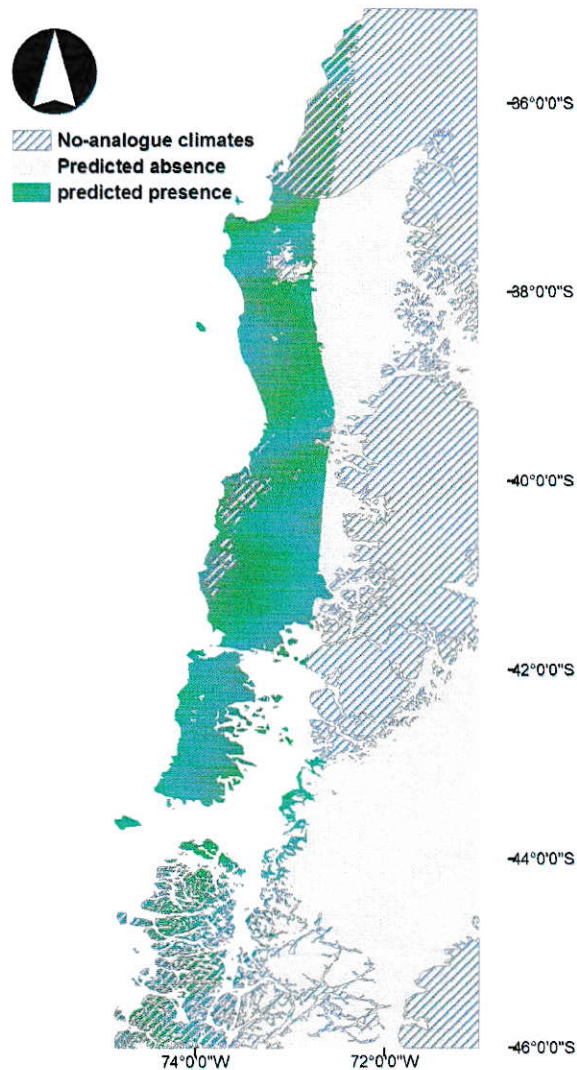 No-analogue climates
Predicted absence
predicted presence
36°0'0"S
38°0'0"S
40°0'0"S
42°0'0"S
44°0'0"S
46°0'0"S
74°0'0"W
72°0'0"W